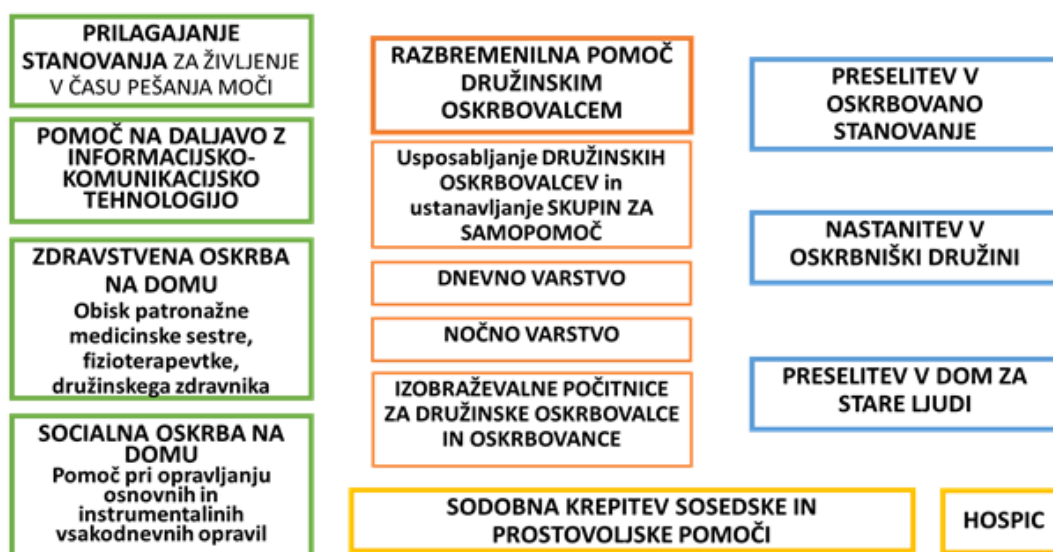 PRILAGAJANJE
STANOVANJA ZA ŽIVLJENJE
V ČASU PEŠANJA MOČI
POMOČ NA DALJAVO Z
INFORMACIJSKO-
KOMUNIKACIJSKO
TEHNOLOGIJO
ZDRAVSTVENA OSKRBA
NA DOMU
Obisk patronažne
medicinske sestre,
fizioterapevtke,
družinskega zdravnika
SOCIALNA OSKRBA NA
DOMU
Pomoč pri opravljanju
osnovnih in
instrumentalinih
vsakodnevnih opravil
RAZBREMENILNA POMOČ
DRUŽINSKIM
OSKRBOVALCEM
Usposabljanje DRUŽINSKIH
OSKRBOVALCEV in
ustanavljanje SKUPIN ZA
SAMOPOMOČ
DNEVNO VARSTVO
NOČNO VARSTVO
IZOBRAŽEVALNE POČITNICE
ZA DRUŽINSKE OSKRBOVALCE
IN OSKRBOVANCE
PRESELITEV V
OSKRBOVANO
STANOVANJE
NASTANITEV V
OSKRBNIŠKI DRUŽINI
PRESELITEV V DOM ZA
STARE LJUDI
SODOBNA KREPITEV SOSEDSKE IN
PROSTOVOLJSKE POMOČI
HOSPIC